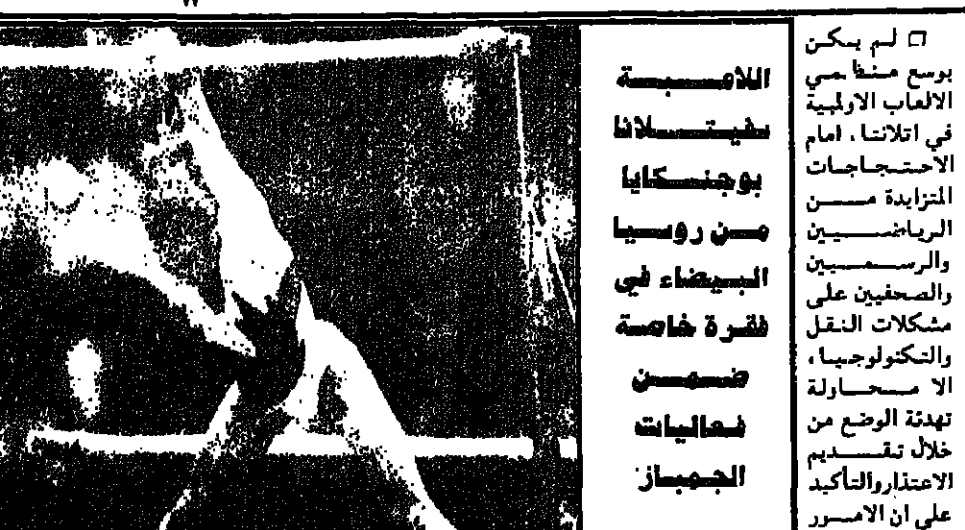 □ لم يكن
بوسع منظمي
الالعاب الاولمبية
في اتلانتا، امام
الاحتجاجات
المتزايدة من
الرياضيين
والرسميين
والصحفيين على
مشكلات النقل
والتكنولوجيا،
الا محاولة
تهدئة الوضع من
خلال تقديم
الاعتذار والتأكيد
على ان الامور
اللاعبة
سفيتلانا
بوجنسكايا
من روسيا
البيضاء في
فقرة خاصة
ضمن
فعاليات
الجمباز